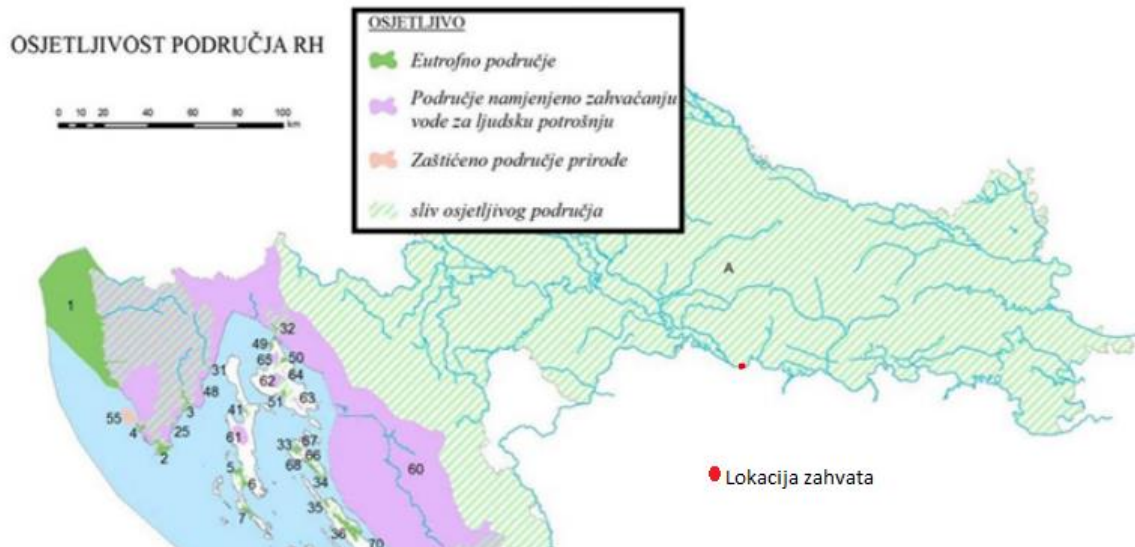 OSJETLJIVOST PODRUČJA RH
0 10 20 40 60 80 100
km
OSJETLJIVO
Eutrofno područje
Područje namjenjeno zahvaćanju
vode za ljudsku potrošnju
Zaštićeno područje prirode
sliv osjetljivog područja
A
1
32
49
65
50
31
62
64
48
51
63
3
41
55
4
25
61
2
33
67
66
68
60
5
6
34
7
35
36
70
Lokacija zahvata